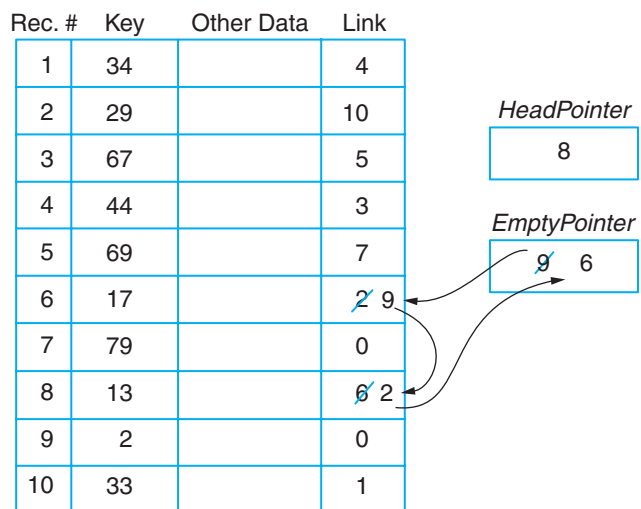 Rec. # Key Other Data Link
1 34 4
2 29 10
HeadPointer
3 67 5
8
4 44 3
EmptyPointer
5 69 7
9 6
6 17 2 9
7 79 0
8 13 6 2
9 2 0
10 33 1